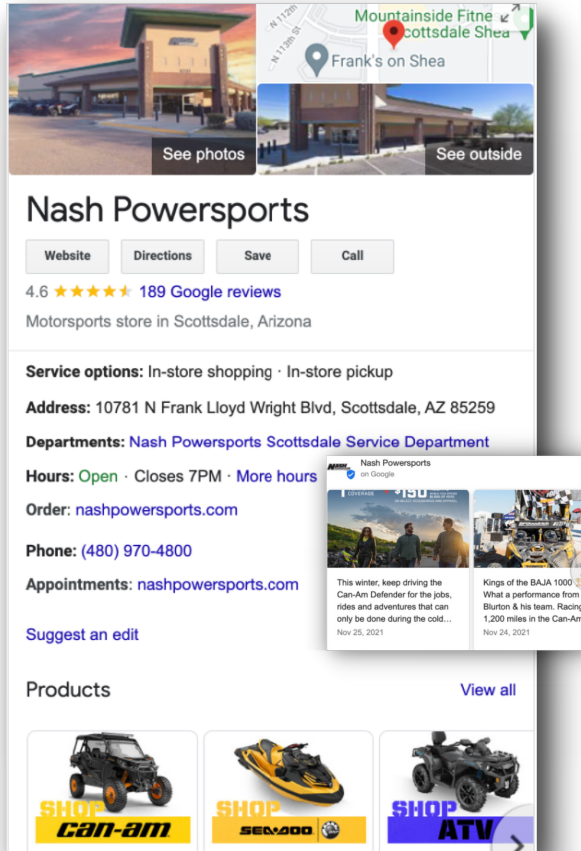 N 112th
N 113th St
Mountainside Fitne
cottsdale Shea
Frank's on Shea
See photos
See outside
Nash Powersports
Website
Directions
Save
Call
4.6 189 Google reviews
Motorsports store in Scottsdale, Arizona
Service options: In-store shopping · In-store pickup
Address: 10781 N Frank Lloyd Wright Blvd, Scottsdale, AZ 85259
Departments: Nash Powersports Scottsdale Service Department
Hours: Open · Closes 7PM · More hours
Order: nashpowersports.com
Phone: (480) 970-4800
Appointments: nashpowersports.com
Suggest an edit
NASH
Nash Powersports
on Google
COVERAGE
$150
This winter, keep driving the
Can-Am Defender for the jobs,
rides and adventures that can
only be done during the cold...
Nov 25, 2021
Kings of the BAJA 1000
What a performance from
Blurton & his team. Racing
1,200 miles in the Can-Am
Nov 24, 2021
Products
View all
SHOP
can-am
SHOP
SEA-DOO
SHOP
ATV